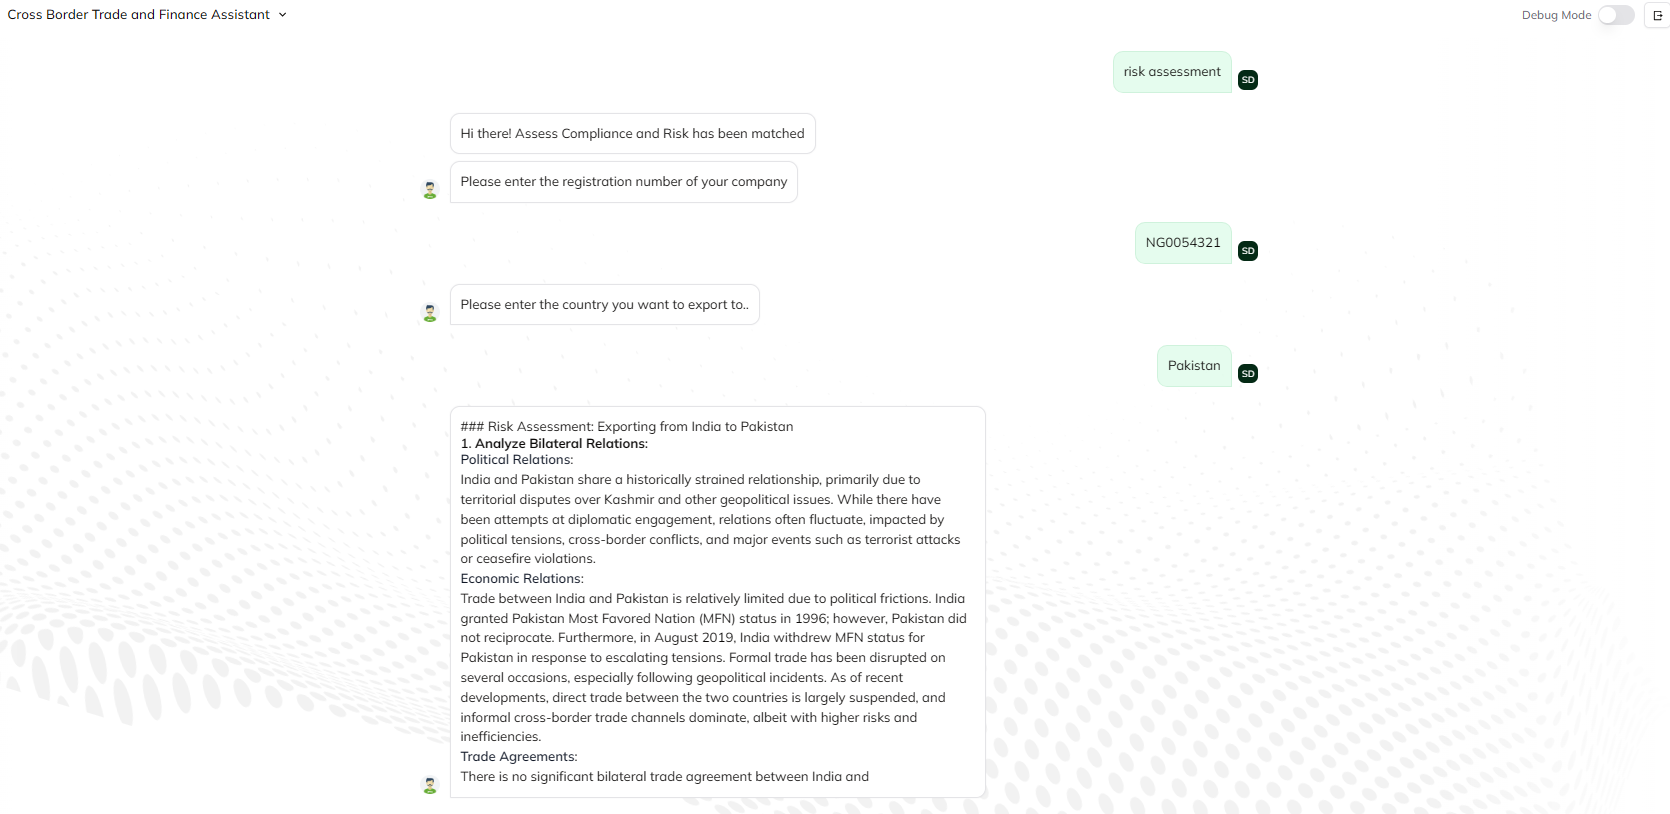 Cross Border Trade and Finance Assistant
Debug Mode
risk assessment
SD
Hi there! Assess Compliance and Risk has been matched
Please enter the registration number of your company
NG0054321
SD
Please enter the country you want to export to..
Pakistan
SD
### Risk Assessment: Exporting from India to Pakistan
1. Analyze Bilateral Relations:
Political Relations:
India and Pakistan share a historically strained relationship, primarily due to
territorial disputes over Kashmir and other geopolitical issues. While there have
been attempts at diplomatic engagement, relations often fluctuate, impacted by
political tensions, cross-border conflicts, and major events such as terrorist attacks
or ceasefire violations.
Economic Relations:
Trade between India and Pakistan is relatively limited due to political frictions. India
granted Pakistan Most Favored Nation (MFN) status in 1996; however, Pakistan did
not reciprocate. Furthermore, in August 2019, India withdrew MFN status for
Pakistan in response to escalating tensions. Formal trade has been disrupted on
several occasions, especially following geopolitical incidents. As of recent
developments, direct trade between the two countries is largely suspended, and
informal cross-border trade channels dominate, albeit with higher risks and
inefficiencies.
Trade Agreements:
There is no significant bilateral trade agreement between India and